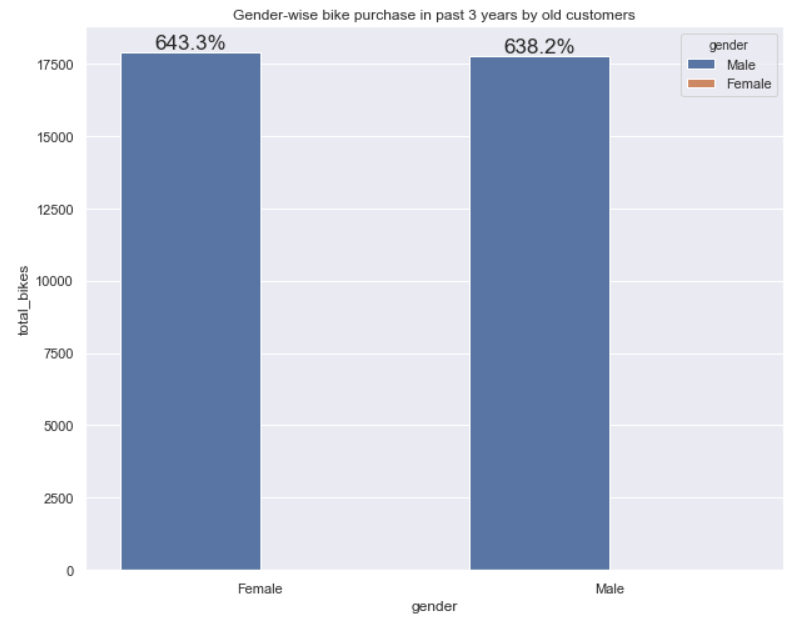 Gender-wise bike purchase in past 3 years by old customers
643.3%
638.2%
gender
Male
Female
17500
15000
12500
10000
7500
5000
2500
0
total_bikes
Female
Male
gender